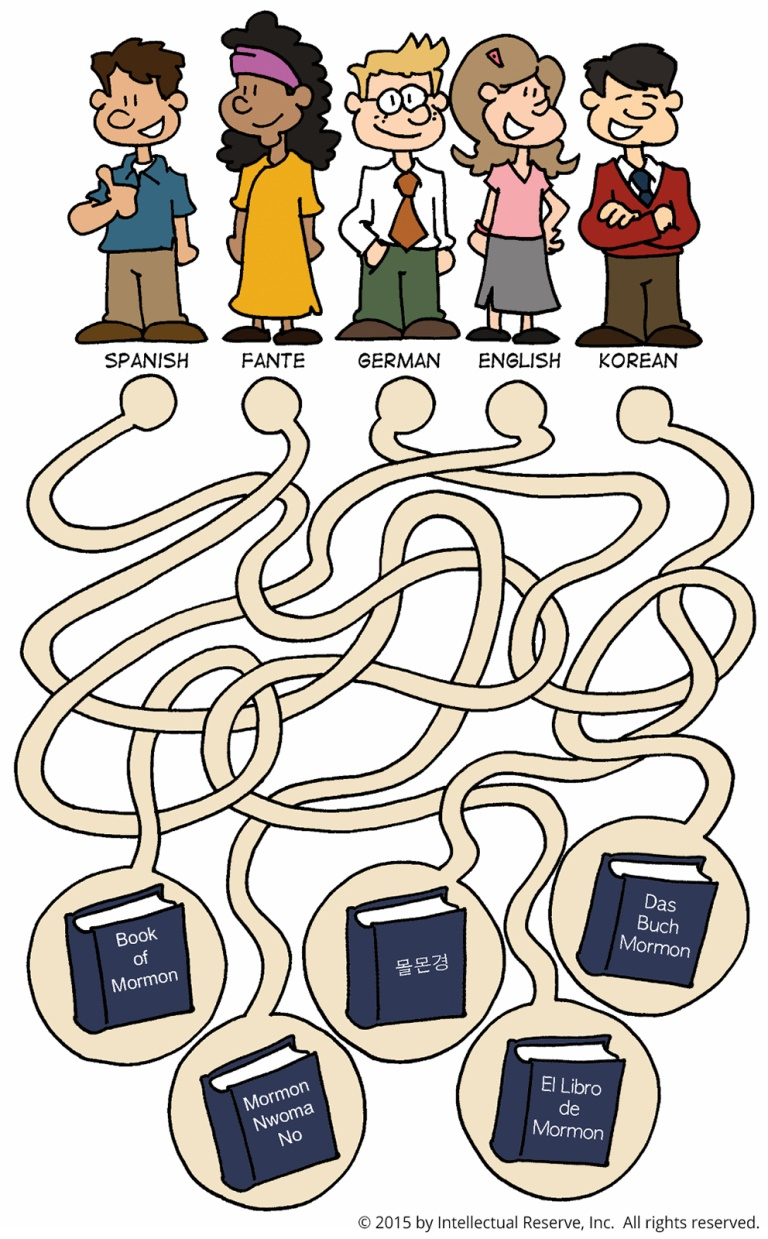 SPANISH
FANTE
GERMAN
ENGLISH
KOREAN
Book
of
Mormon
몰몬경
Das
Buch
Mormon
Mormon
Nwoma
No
El Libro
de
Mormon
© 2015 by Intellectual Reserve, Inc. All rights reserved.